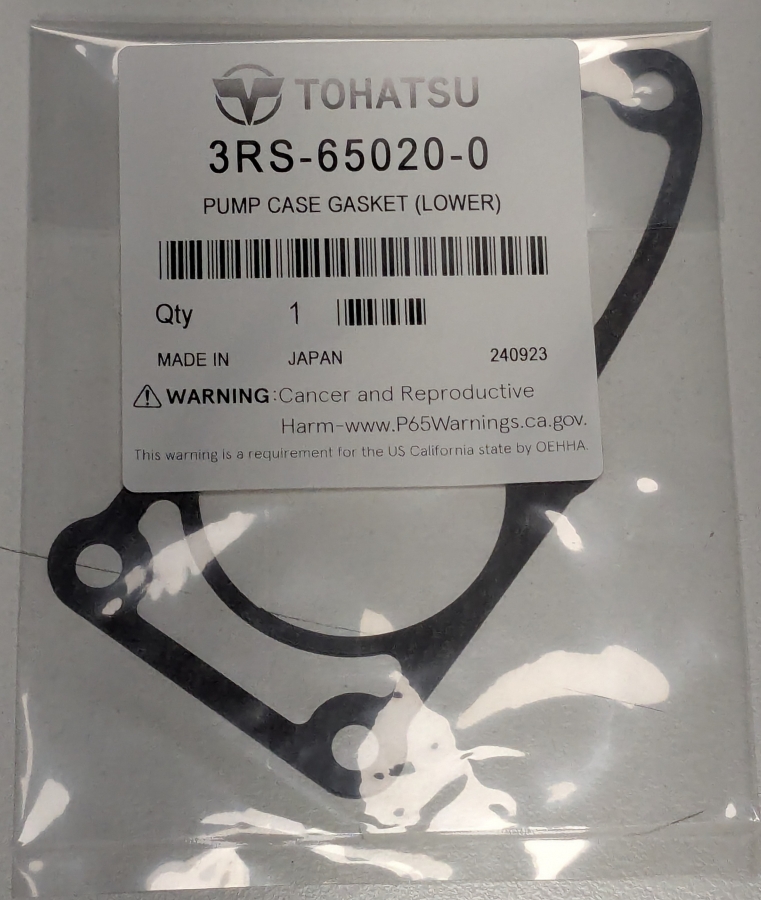 TOHATSU
3RS-65020-0
PUMP CASE GASKET (LOWER)
Qty 1
MADE IN JAPAN 240923
WARNING:Cancer and Reproductive
Harm-www.P65Warnings.ca.gov.
This warning is a requirement for the US California state by OEHHA.